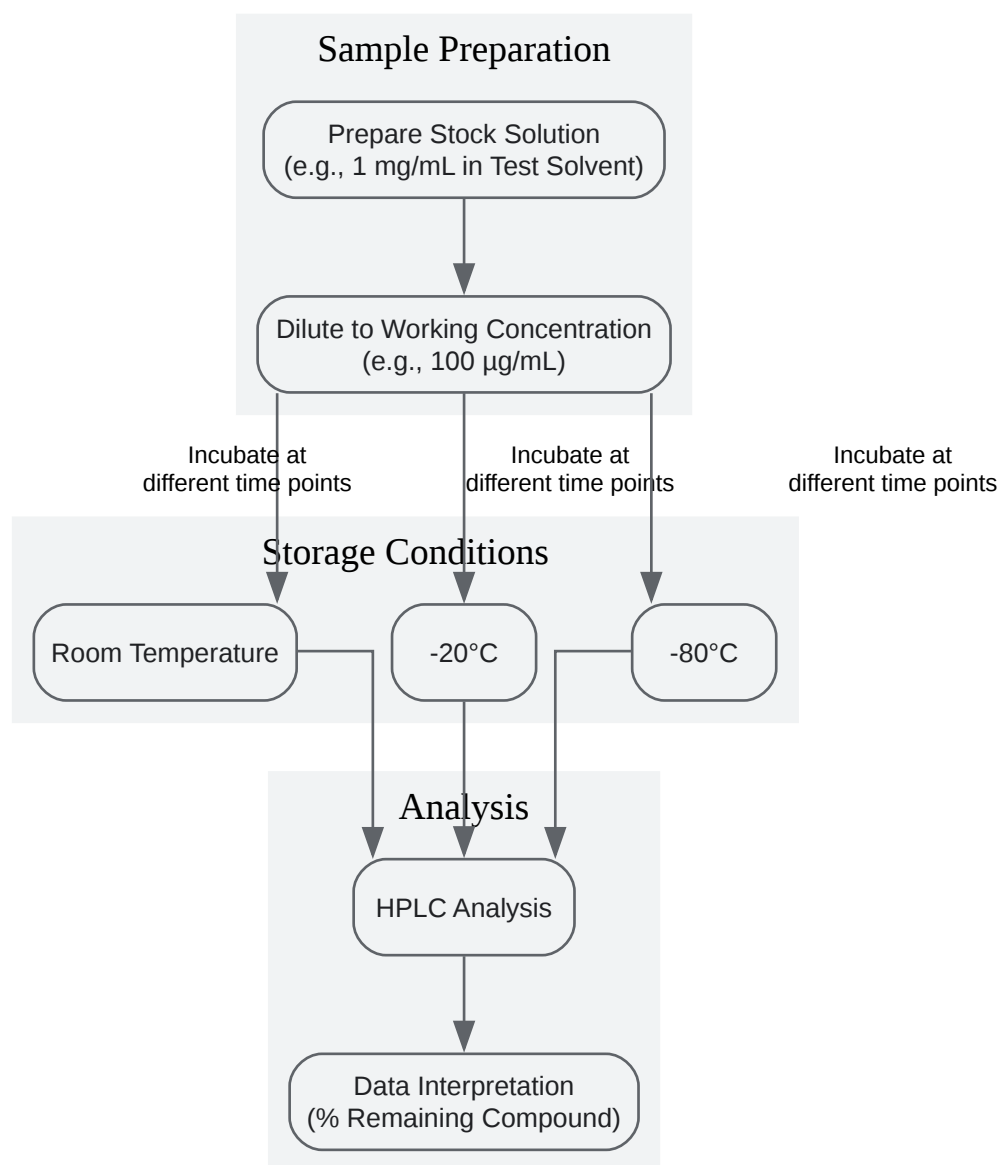 Sample Preparation
Prepare Stock Solution
(e.g., 1 mg/mL in Test Solvent)
Dilute to Working Concentration
(e.g., 100 µg/mL)
Incubate at
different time points
Incubate at
different time points
Incubate at
different time points
Storage Conditions
Room Temperature
-20°C
-80°C
Analysis
HPLC Analysis
Data Interpretation
(% Remaining Compound)